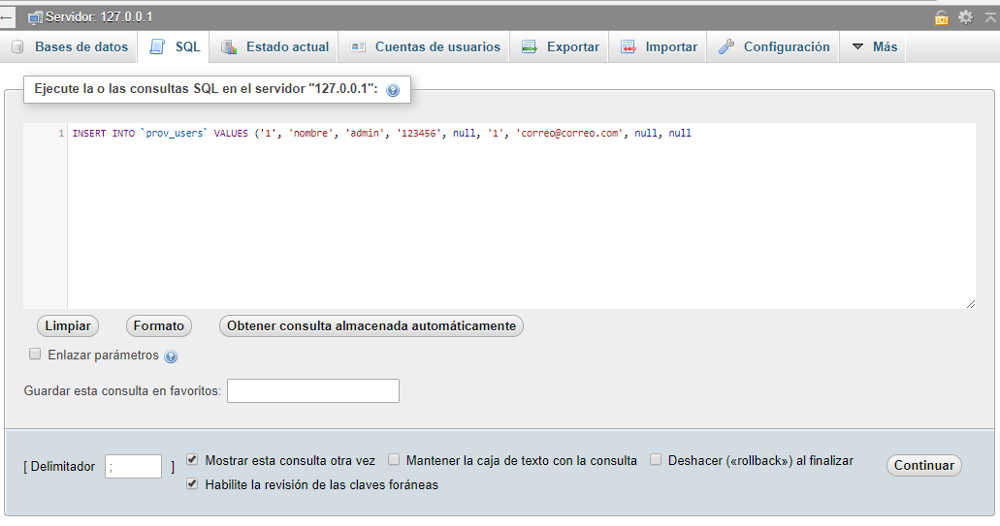 Servidor: 127.0.0.1
Bases de datos SQL Estado actual Cuentas de usuarios Exportar Importar Configuración Más
Ejecute la o las consultas SQL en el servidor "127.0.0.1":
1 INSERT INTO `prov_users` VALUES ('1', 'nombre', 'admin', '123456', null, '1', 'correo@correo.com', null, null
Limpiar Formato Obtener consulta almacenada automáticamente
Enlazar parámetros
Guardar esta consulta en favoritos:
[ Delimitador ; ] Mostrar esta consulta otra vez Mantener la caja de texto con la consulta Deshacer («rollback») al finalizar Continuar
Habilite la revisión de las claves foráneas